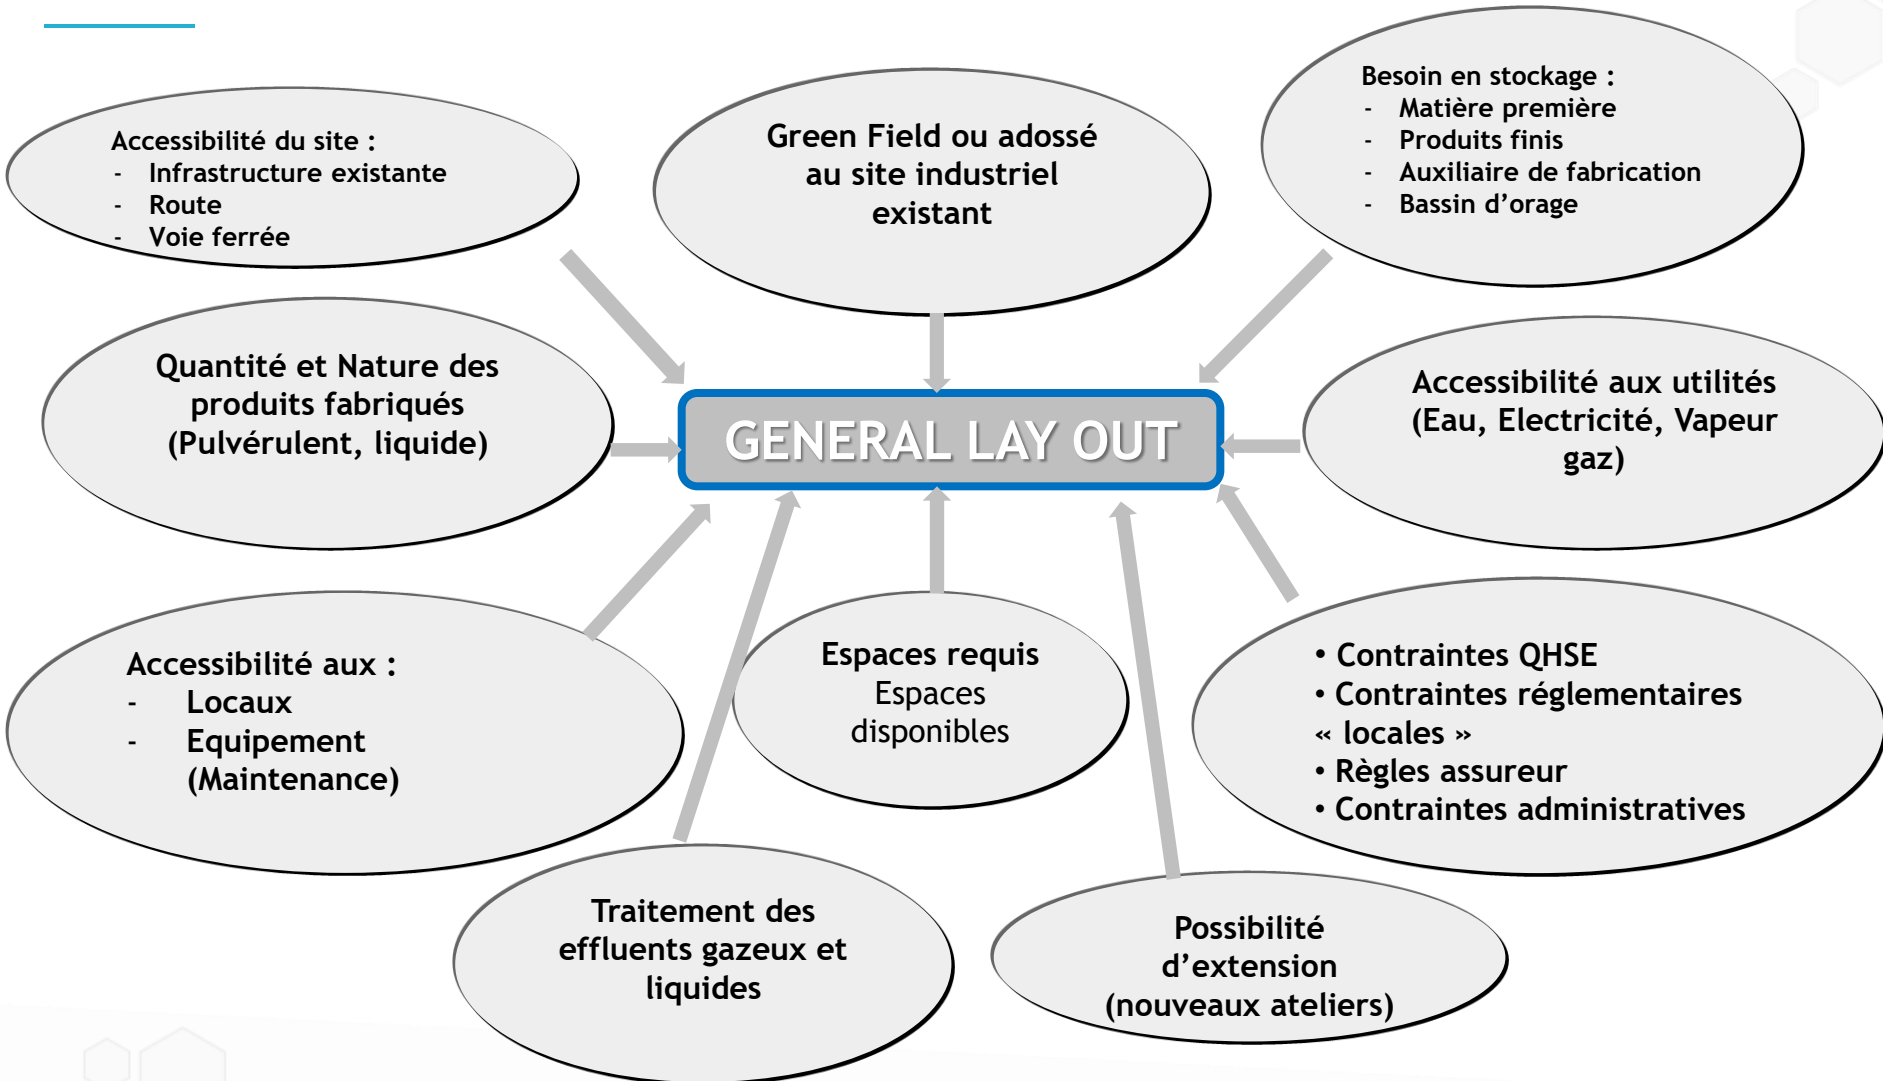 Accessibilité du site :
- Infrastructure existante
- Route
- Voie ferrée
Green Field ou adossé
au site industriel
existant
Besoin en stockage :
- Matière première
- Produits finis
- Auxiliaire de fabrication
- Bassin d’orage
Quantité et Nature des
produits fabriqués
(Pulvérulent, liquide)
GENERAL LAY OUT
Accessibilité aux utilités
(Eau, Electricité, Vapeur
gaz)
Accessibilité aux :
- Locaux
- Equipement
(Maintenance)
Espaces requis
Espaces
disponibles
• Contraintes QHSE
• Contraintes réglementaires
« locales »
• Règles assureur
• Contraintes administratives
Traitement des
effluents gazeux et
liquides
Possibilité
d’extension
(nouveaux ateliers)